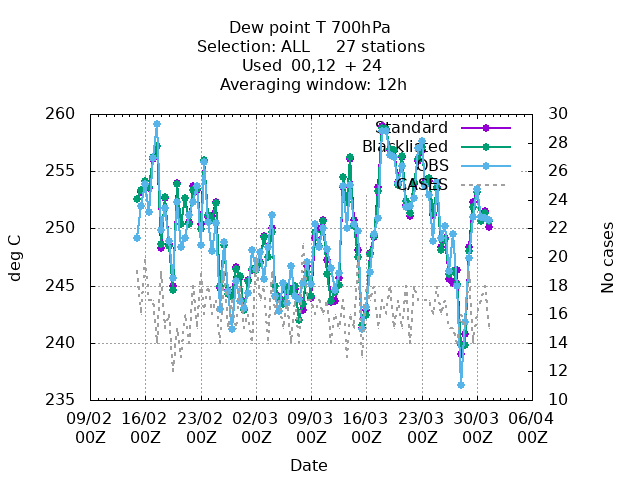 Dew point T 700hPa
Selection: ALL 27 stations
Used 00,12 + 24
Averaging window: 12h
260
255
250
245
240
235
deg C
30
28
26
24
22
20
18
16
14
12
10
No cases
Standard
Blacklisted
OBS
CASES
09/02 16/02 23/02 02/03 09/03 16/03 23/03 30/03 06/04
00Z 00Z 00Z 00Z 00Z 00Z 00Z 00Z 00Z
Date